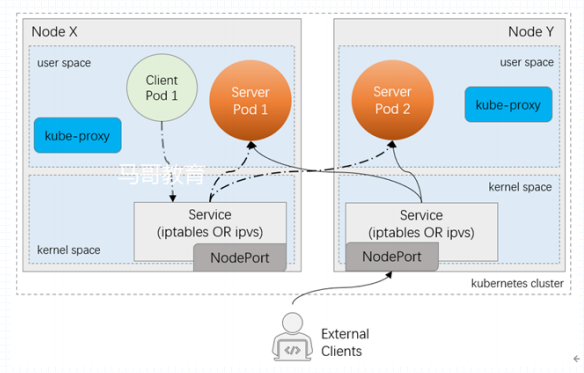 Node X
Node Y
user space
user space
Client
Pod 1
Server
Pod 1
Server
Pod 2
kube-proxy
kube-proxy
马哥教育
kernel space
Service
(iptables OR ipvs)
Service
(iptables OR ipvs)
kernel space
NodePort
NodePort
kubernetes cluster
External
Clients